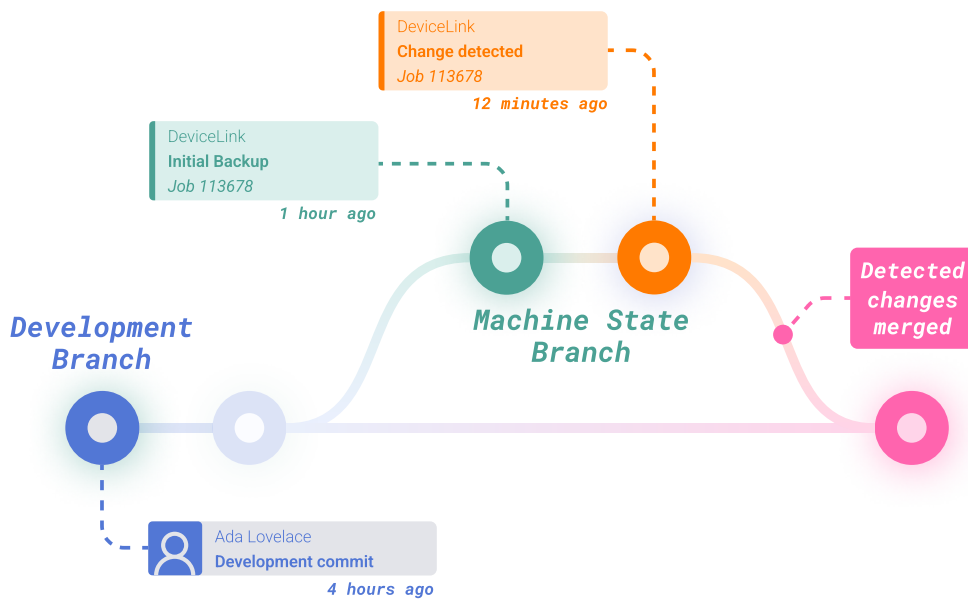 DeviceLink
Change detected
Job 113678
12 minutes ago
DeviceLink
Initial Backup
Job 113678
1 hour ago
Detected
changes
merged
Development
Branch
Machine State
Branch
Ada Lovelace
Development commit
4 hours ago